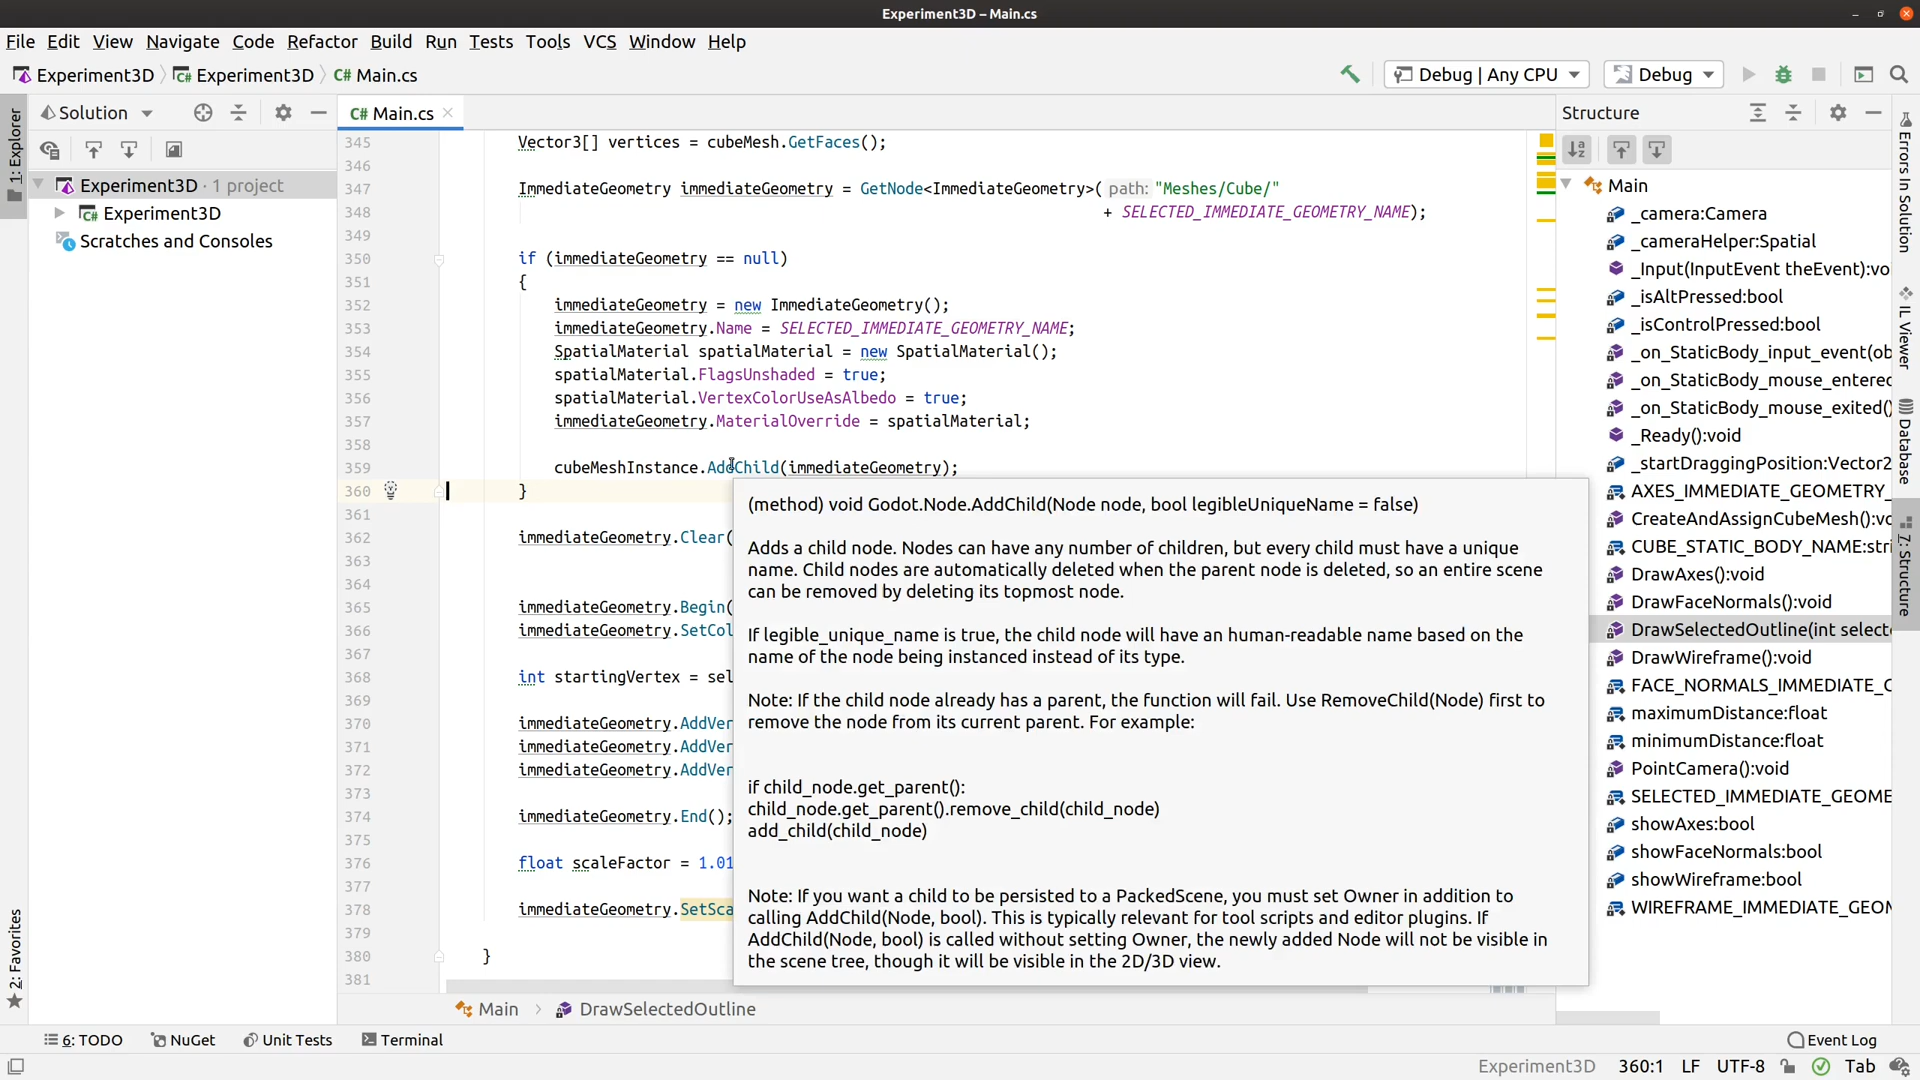 Experiment3D – Main.cs
File Edit View Navigate Code Refactor Build Run Tests Tools VCS Window Help
Experiment3D Experiment3D C# Main.cs
Debug | Any CPU Debug
1: Explorer
Solution
Experiment3D · 1 project
C# Experiment3D
Scratches and Consoles
2: Favorites
C# Main.cs
345 Vector3[] vertices = cubeMesh.GetFaces();
346
347 ImmediateGeometry immediateGeometry = GetNode<ImmediateGeometry>( path: "Meshes/Cube/"
348 + SELECTED_IMMEDIATE_GEOMETRY_NAME);
349
350 if (immediateGeometry == null)
351 {
352 immediateGeometry = new ImmediateGeometry();
353 immediateGeometry.Name = SELECTED_IMMEDIATE_GEOMETRY_NAME;
354 SpatialMaterial spatialMaterial = new SpatialMaterial();
355 spatialMaterial.FlagsUnshaded = true;
356 spatialMaterial.VertexColorUseAsAlbedo = true;
357 immediateGeometry.MaterialOverride = spatialMaterial;
358
359 cubeMeshInstance.AddChild(immediateGeometry);
360 }
361
362 immediateGeometry.Clear(
363
364
365 immediateGeometry.Begin(
366 immediateGeometry.SetCol
367
368 int startingVertex = sel
369
370 immediateGeometry.AddVer
371 immediateGeometry.AddVer
372 immediateGeometry.AddVer
373
374 immediateGeometry.End();
375
376 float scaleFactor = 1.01
377
378 immediateGeometry.SetSca
379
380 }
381
(method) void Godot.Node.AddChild(Node node, bool legibleUniqueName = false)
Adds a child node. Nodes can have any number of children, but every child must have a unique
name. Child nodes are automatically deleted when the parent node is deleted, so an entire scene
can be removed by deleting its topmost node.
If legible_unique_name is true, the child node will have an human-readable name based on the
name of the node being instanced instead of its type.
Note: If the child node already has a parent, the function will fail. Use RemoveChild(Node) first to
remove the node from its current parent. For example:
if child_node.get_parent():
child_node.get_parent().remove_child(child_node)
add_child(child_node)
Note: If you want a child to be persisted to a PackedScene, you must set Owner in addition to
calling AddChild(Node, bool). This is typically relevant for tool scripts and editor plugins. If
AddChild(Node, bool) is called without setting Owner, the newly added Node will not be visible in
the scene tree, though it will be visible in the 2D/3D view.
Structure
Main
_camera:Camera
_cameraHelper:Spatial
_Input(InputEvent theEvent):voi
_isAltPressed:bool
_isControlPressed:bool
_on_StaticBody_input_event(ob
_on_StaticBody_mouse_entered
_on_StaticBody_mouse_exited()
_Ready():void
_startDraggingPosition:Vector2
AXES_IMMEDIATE_GEOMETRY_
CreateAndAssignCubeMesh():vo
CUBE_STATIC_BODY_NAME:stri
DrawAxes():void
DrawFaceNormals():void
DrawSelectedOutline(int selecte
DrawWireframe():void
FACE_NORMALS_IMMEDIATE_G
maximumDistance:float
minimumDistance:float
PointCamera():void
SELECTED_IMMEDIATE_GEOME
showAxes:bool
showFaceNormals:bool
showWireframe:bool
WIREFRAME_IMMEDIATE_GEOM
Errors In Solution
IL Viewer
Database
7: Structure
Main DrawSelectedOutline
6: TODO NuGet Unit Tests Terminal Event Log
Experiment3D 360:1 LF UTF-8 Tab